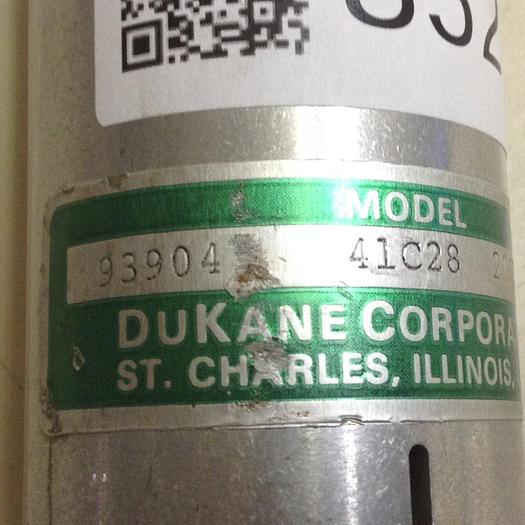 MODEL
93904 41C28
DUKANE CORPORA
ST. CHARLES, ILLINOIS,